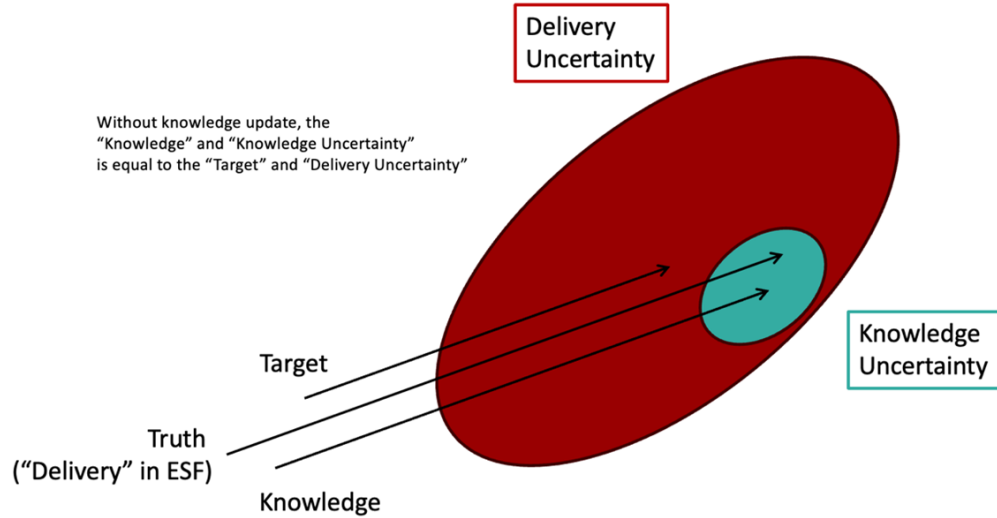 Delivery
Uncertainty
Without knowledge update, the
“Knowledge” and “Knowledge Uncertainty”
is equal to the “Target” and “Delivery Uncertainty”
Knowledge
Uncertainty
Target
Truth
(“Delivery” in ESF)
Knowledge